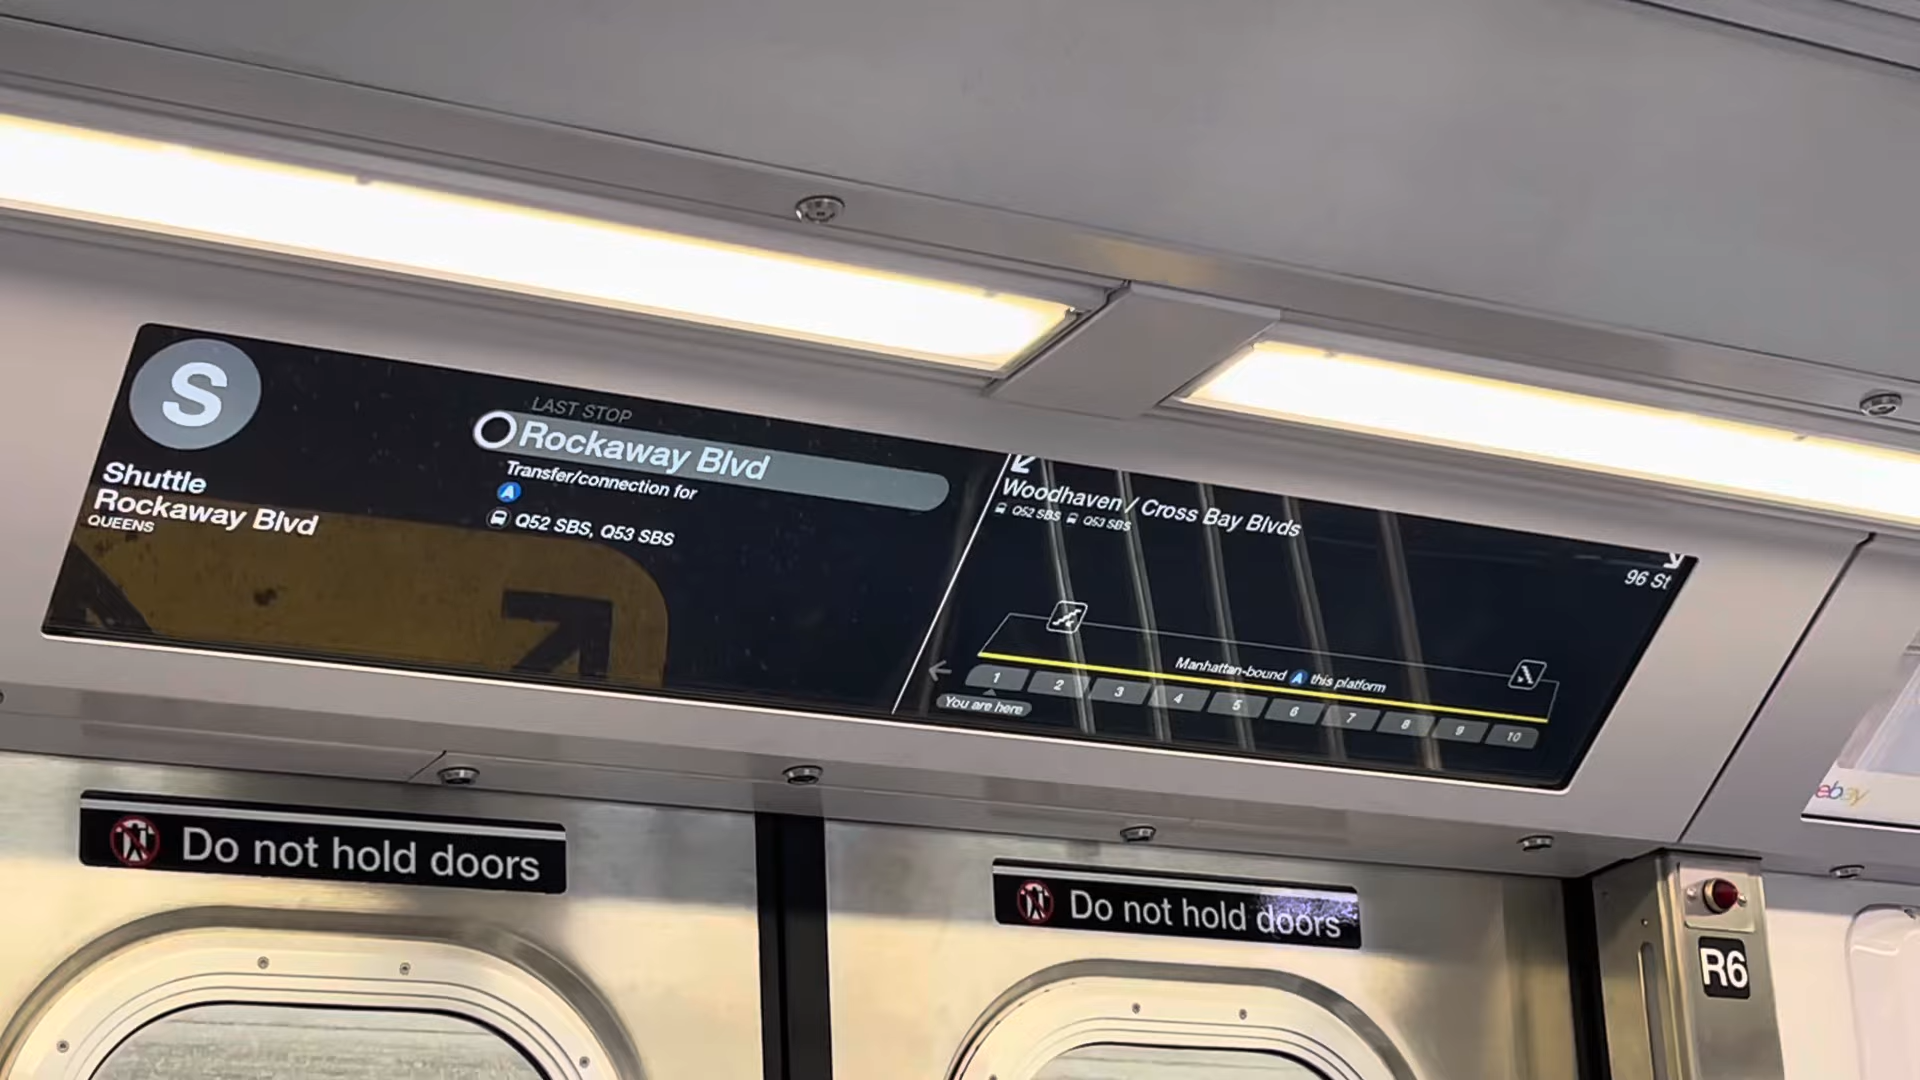 S
Shuttle
Rockaway Blvd
QUEENS
LAST STOP
Rockaway Blvd
Transfer/connection for
A
Q52 SBS, Q53 SBS
Woodhaven / Cross Bay Blvds
Q52 SBS Q53 SBS
96 St
Manhattan-bound A this platform
1 2 3 4 5 6 7 8 9 10
You are here
Do not hold doors
Do not hold doors
R6
ebay